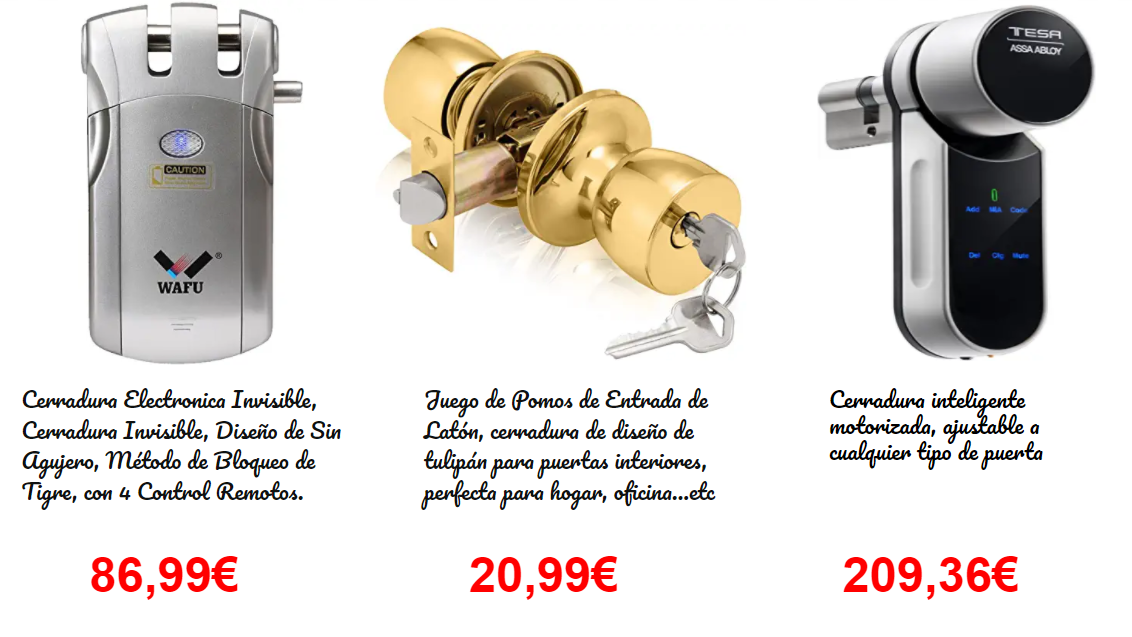 CAUTION
WAFU
®
TESA
ASSA ABLOY
Add
Del
Cerradura Electronica Invisible,
Cerradura Invisible, Diseño de Sin
Agujero, Método de Bloqueo de
Tigre, con 4 Control Remotos.
86,99€
Juego de Pomos de Entrada de
Latón, cerradura de diseño de
tulipán para puertas interiores,
perfecta para hogar, oficina...etc
20,99€
Cerradura inteligente
motorizada, ajustable a
cualquier tipo de puerta
209,36€